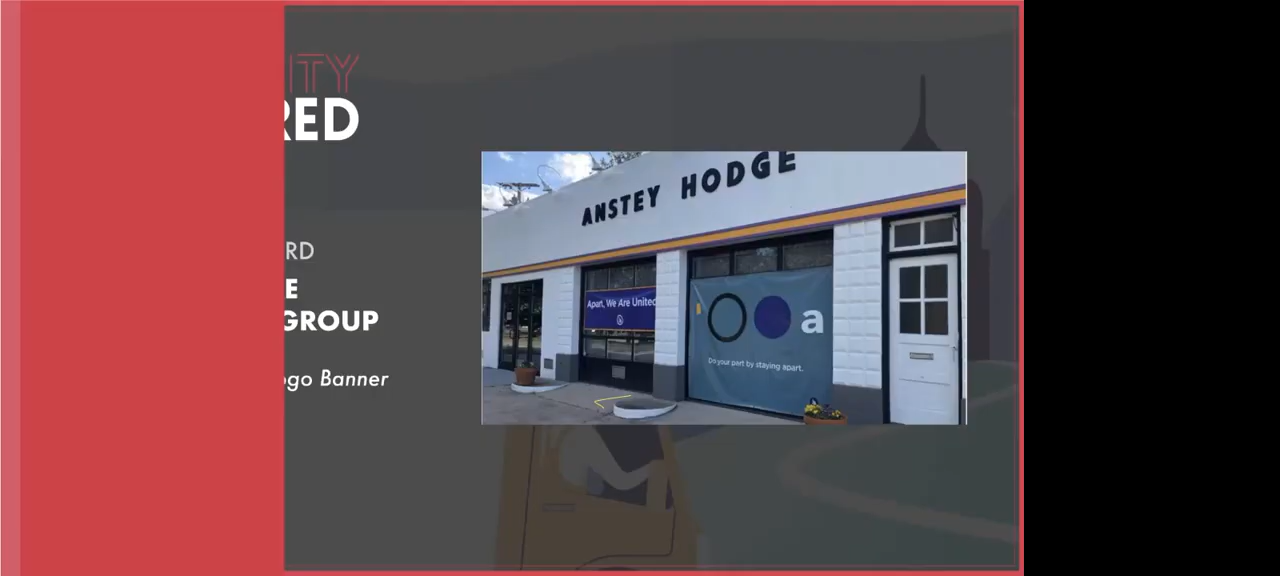 ITY
RED
RD
E
GROUP
ogo Banner
ANSTEY HODGE
Apart, We Are United
a
Do your part by staying apart.